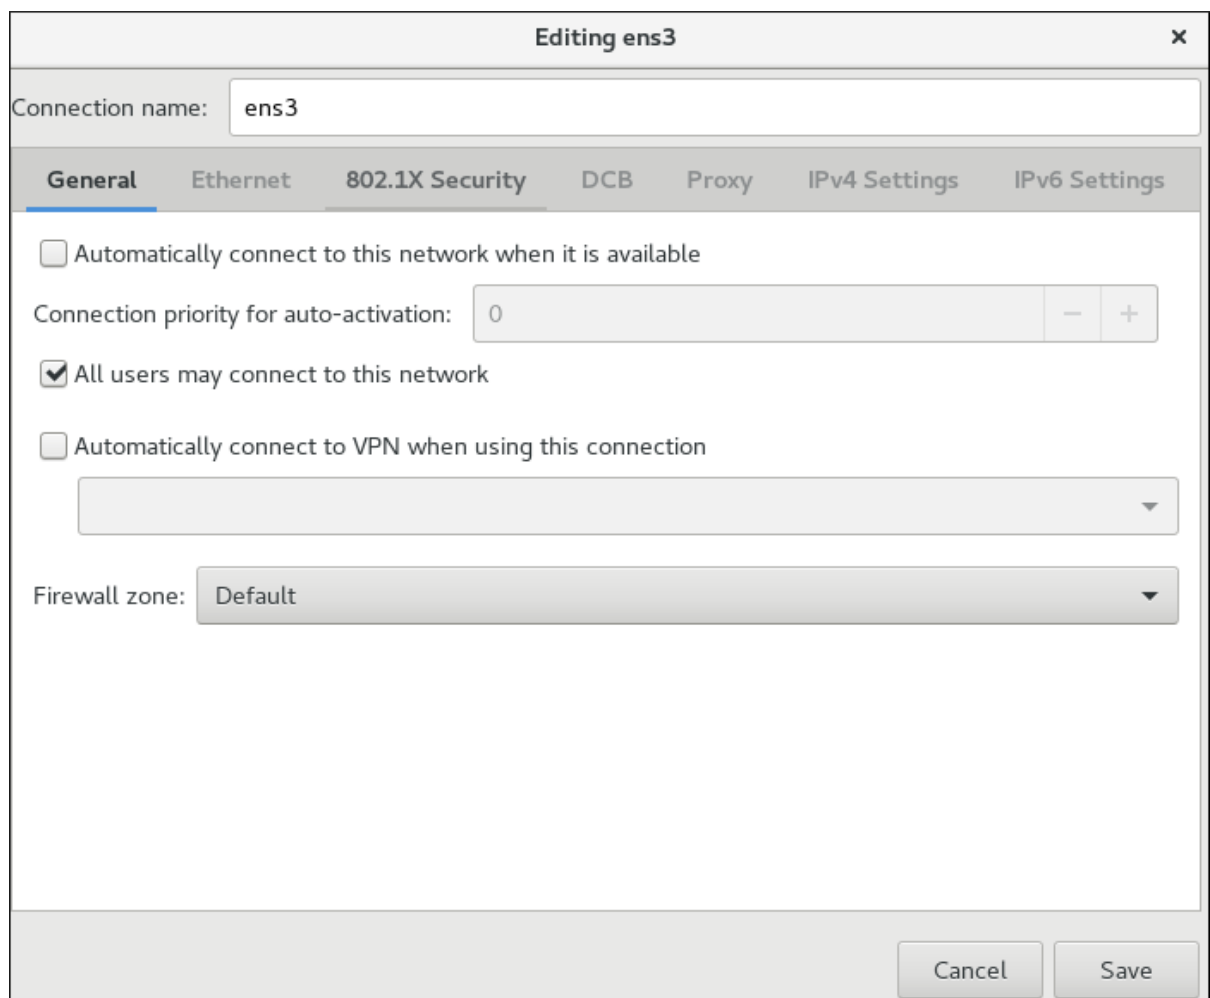 Editing ens3
Connection name: ens3
General Ethernet 802.1X Security DCB Proxy IPv4 Settings IPv6 Settings
Automatically connect to this network when it is available
Connection priority for auto-activation: 0
All users may connect to this network
Automatically connect to VPN when using this connection
Firewall zone: Default
Cancel Save